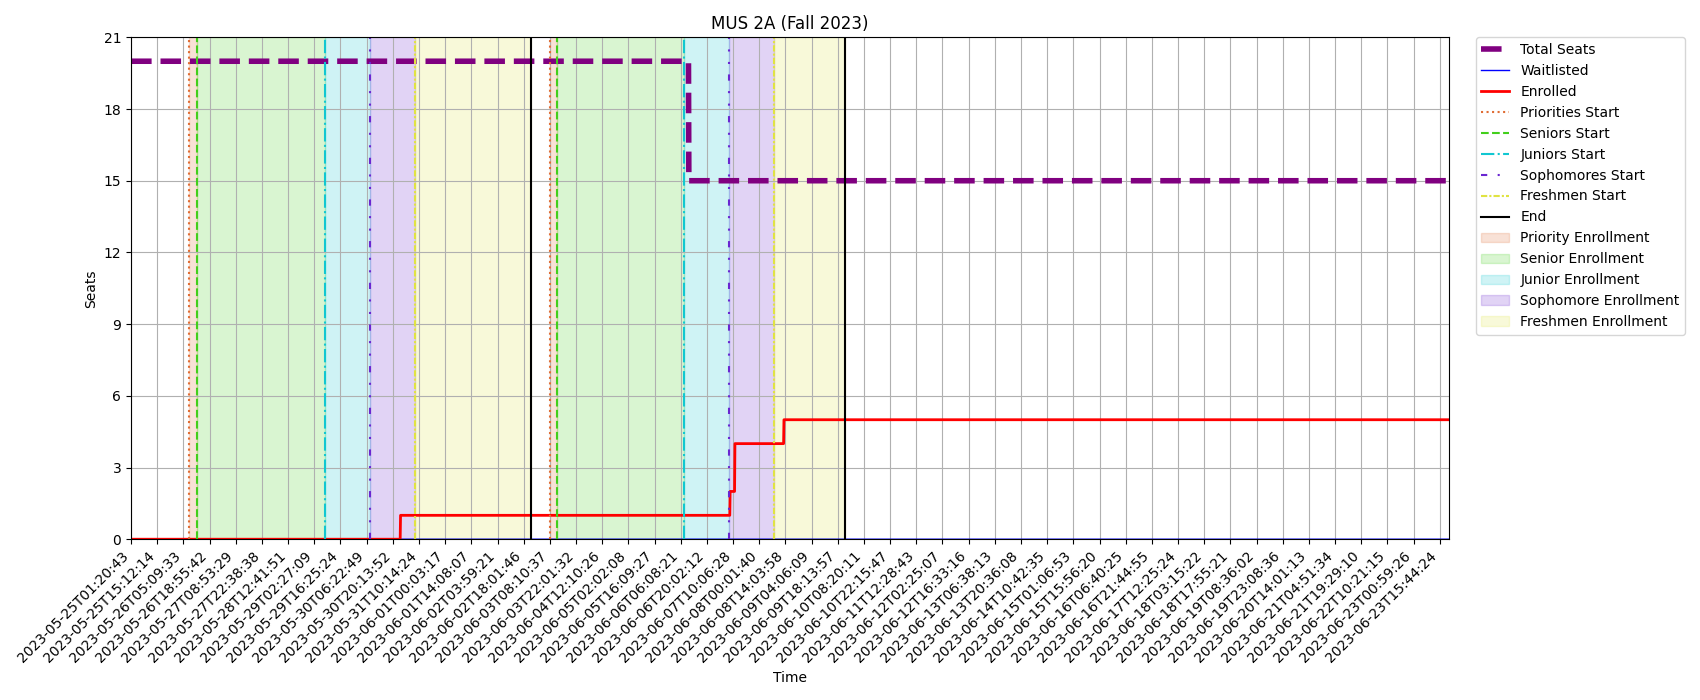 MUS 2A (Fall 2023)
Seats
21
18
15
12
9
6
3
0
2023-05-25T01:20:43
2023-05-25T15:12:14
2023-05-26T05:09:33
2023-05-26T18:55:42
2023-05-27T08:53:29
2023-05-27T22:38:38
2023-05-28T12:41:51
2023-05-29T02:27:09
2023-05-29T16:25:24
2023-05-30T06:22:49
2023-05-30T20:13:52
2023-05-31T10:14:24
2023-06-01T00:03:17
2023-06-01T14:08:07
2023-06-02T03:59:21
2023-06-02T18:01:46
2023-06-03T08:10:37
2023-06-03T22:01:32
2023-06-04T12:10:26
2023-06-05T02:02:08
2023-06-05T16:09:27
2023-06-06T06:08:21
2023-06-06T20:02:12
2023-06-07T10:06:28
2023-06-08T00:01:40
2023-06-08T14:03:58
2023-06-09T04:06:09
2023-06-09T18:13:57
2023-06-10T08:20:11
2023-06-10T22:15:47
2023-06-11T12:28:43
2023-06-12T02:25:07
2023-06-12T16:33:16
2023-06-13T06:38:13
2023-06-13T20:36:08
2023-06-14T10:42:35
2023-06-15T01:06:53
2023-06-15T15:56:20
2023-06-16T06:40:25
2023-06-16T21:44:55
2023-06-17T12:25:24
2023-06-18T03:15:22
2023-06-18T17:55:21
2023-06-19T08:36:02
2023-06-19T23:08:36
2023-06-20T14:01:13
2023-06-21T04:51:34
2023-06-21T19:29:10
2023-06-22T10:21:15
2023-06-23T00:59:26
2023-06-23T15:44:24
Time
Total Seats
Waitlisted
Enrolled
Priorities Start
Seniors Start
Juniors Start
Sophomores Start
Freshmen Start
End
Priority Enrollment
Senior Enrollment
Junior Enrollment
Sophomore Enrollment
Freshmen Enrollment